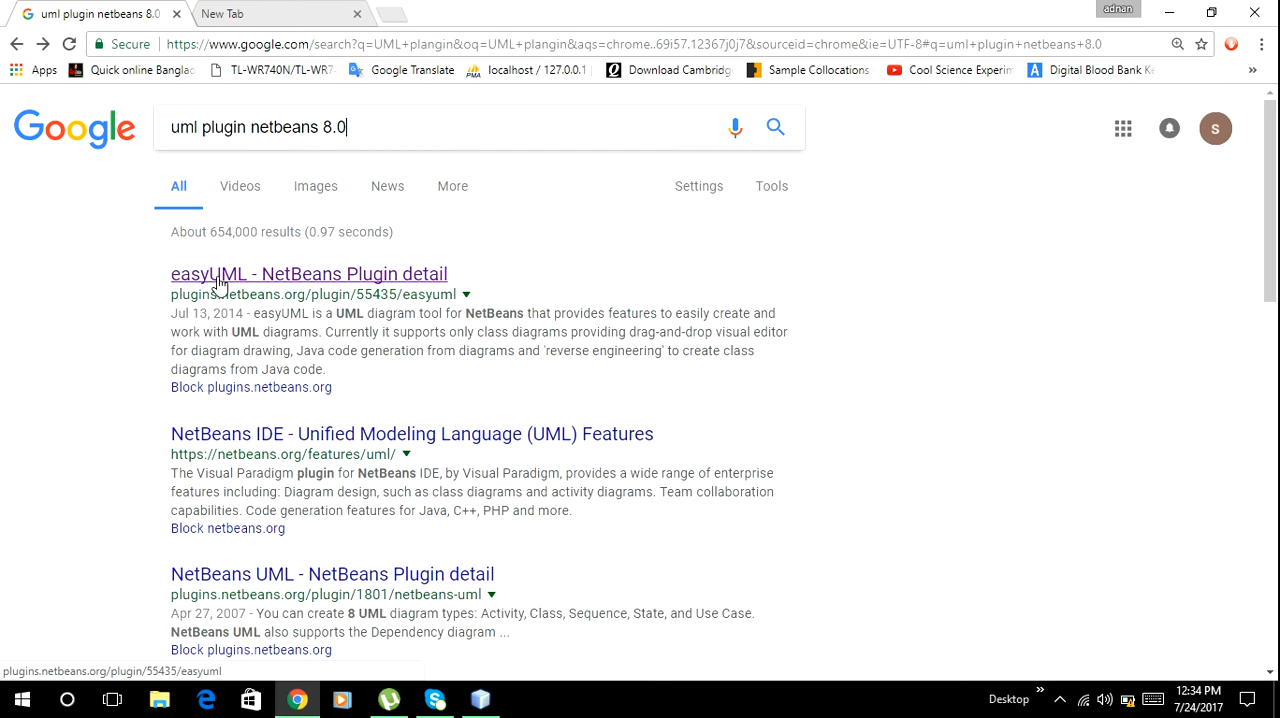 uml plugin netbeans 8.0
New Tab
adnan
Secure
https://www.google.com/search?q=UML+plangin&oq=UML+plangin&aqs=chrome..69i57.12367j0j7&sourceid=chrome&ie=UTF-8#q=uml+plugin+netbeans+8.0
Apps
Quick online Banglac
TL-WR740N/TL-WR7
Google Translate
localhost / 127.0.0.1
Download Cambridg
Sample Collocations
Cool Science Experim
Digital Blood Bank
Google
uml plugin netbeans 8.0
S
All
Videos
Images
News
More
Settings
Tools
About 654,000 results (0.97 seconds)
easyUML - NetBeans Plugin detail
plugins.netbeans.org/plugin/55435/easyuml
Jul 13, 2014 - easyUML is a UML diagram tool for NetBeans that provides features to easily create and
work with UML diagrams. Currently it supports only class diagrams providing drag-and-drop visual editor
for diagram drawing, Java code generation from diagrams and 'reverse engineering' to create class
diagrams from Java code.
Block plugins.netbeans.org
NetBeans IDE - Unified Modeling Language (UML) Features
https://netbeans.org/features/uml/
The Visual Paradigm plugin for NetBeans IDE, by Visual Paradigm, provides a wide range of enterprise
features including: Diagram design, such as class diagrams and activity diagrams. Team collaboration
capabilities. Code generation features for Java, C++, PHP and more.
Block netbeans.org
NetBeans UML - NetBeans Plugin detail
plugins.netbeans.org/plugin/1801/netbeans-uml
Apr 27, 2007 - You can create 8 UML diagram types: Activity, Class, Sequence, State, and Use Case.
NetBeans UML also supports the Dependency diagram ...
Block plugins.netbeans.org
plugins.netbeans.org/plugin/55435/easyuml
Desktop
12:34 PM
7/24/2017